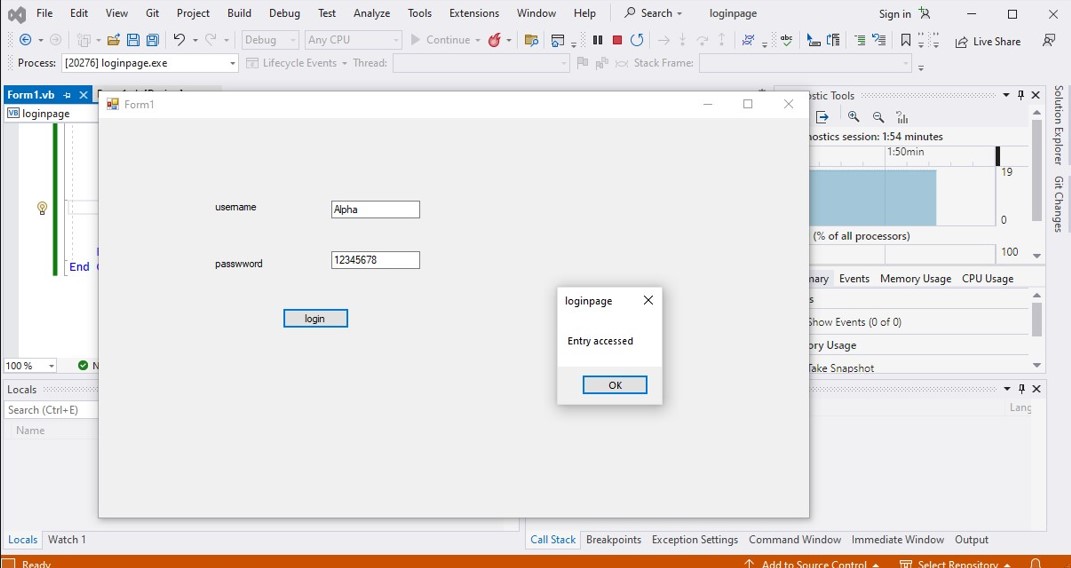 File Edit View Git Project Build Debug Test Analyze Tools Extensions Window Help Search loginpage Sign in
Debug Any CPU Continue Live Share
Process: [20276] loginpage.exe Lifecycle Events Thread: Stack Frame:
Form1.vb
loginpage
End
100 %
Form1
username Alpha
passwword 12345678
login
loginpage
Entry accessed
OK
ostic Tools
nostics session: 1:54 minutes
1:50min
19
0
(% of all processors)
100
nary Events Memory Usage CPU Usage
s
Show Events (0 of 0)
ory Usage
Take Snapshot
Solution Explorer
Git Changes
Locals
Search (Ctrl+E)
Name
Lang
Locals Watch 1
Call Stack Breakpoints Exception Settings Command Window Immediate Window Output
Ready Add to Source Control Select Repository